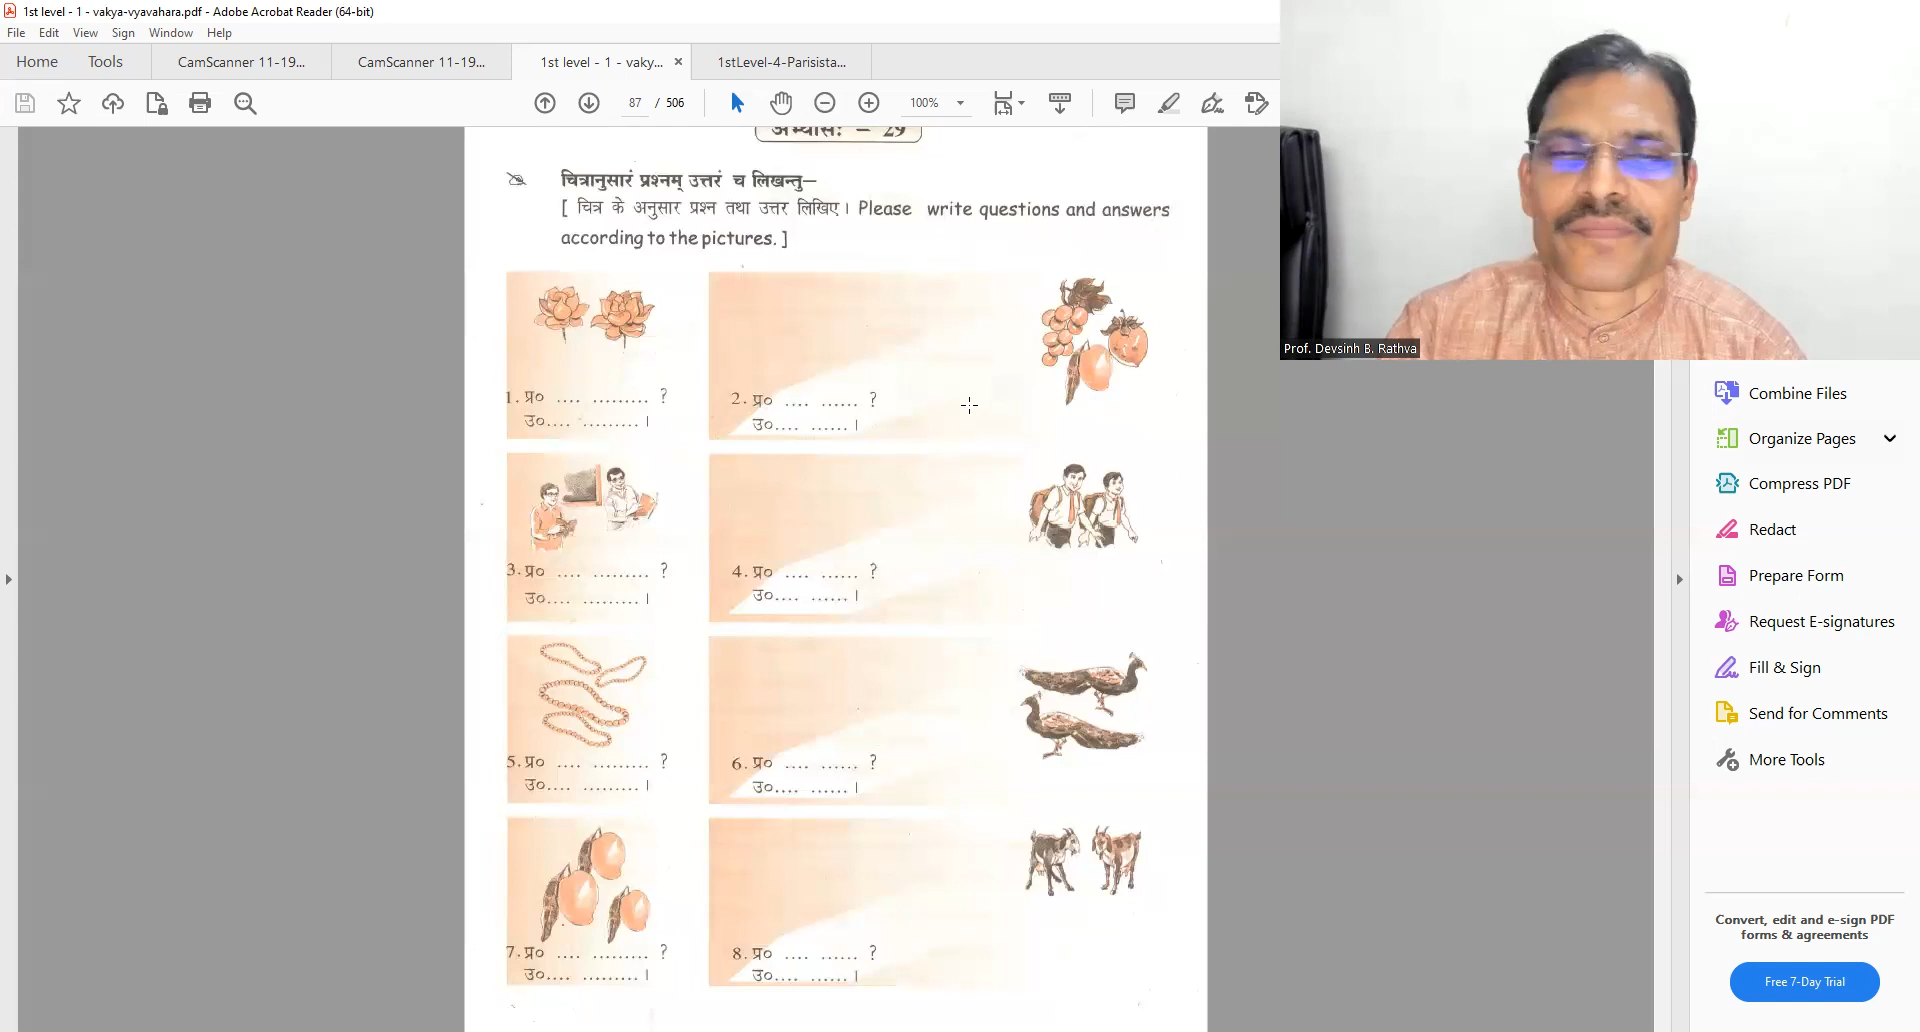 1st level - 1 - vakya-vyavahara.pdf - Adobe Acrobat Reader (64-bit)
File Edit View Sign Window Help
Home Tools CamScanner 11-19... CamScanner 11-19... 1st level - 1 - vaky... × 1stLevel-4-Parisista...
87 / 506 100%
अभ्यासः – 29
चित्रानुसारं प्रश्नम् उत्तरं च लिखन्तु–
[ चित्र के अनुसार प्रश्न तथा उत्तर लिखिए। Please write questions and answers
according to the pictures. ]
1. प्र० .... ......... ?
उ०.... ......... ।
2. प्र० .... ...... ?
उ०.... ...... ।
3. प्र० .... ......... ?
उ०.... ......... ।
4. प्र० .... ...... ?
उ०.... ...... ।
5. प्र० .... ......... ?
उ०.... ......... ।
6. प्र० .... ...... ?
उ०.... ...... ।
7. प्र० .... ......... ?
उ०.... ......... ।
8. प्र० .... ...... ?
उ०.... ...... ।
Prof. Devsinh B. Rathva
Combine Files
Organize Pages
Compress PDF
Redact
Prepare Form
Request E-signatures
Fill & Sign
Send for Comments
More Tools
Convert, edit and e-sign PDF
forms & agreements
Free 7-Day Trial